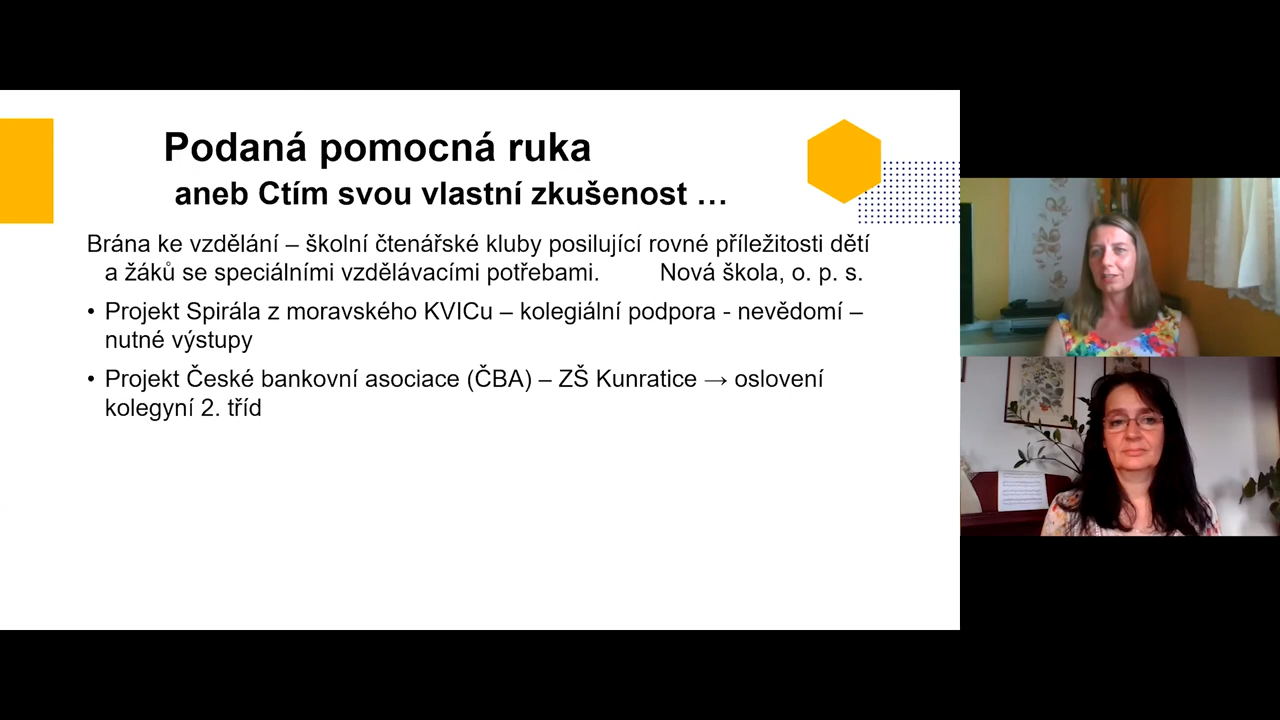 Podaná pomocná ruka
aneb Ctím svou vlastní zkušenost …
Brána ke vzdělání – školní čtenářské kluby posilující rovné příležitosti dětí
a žáků se speciálními vzdělávacími potřebami. Nová škola, o. p. s.
• Projekt Spirála z moravského KVICu – kolegiální podpora - nevědomí –
nutné výstupy
• Projekt České bankovní asociace (ČBA) – ZŠ Kunratice → oslovení
kolegyní 2. tříd